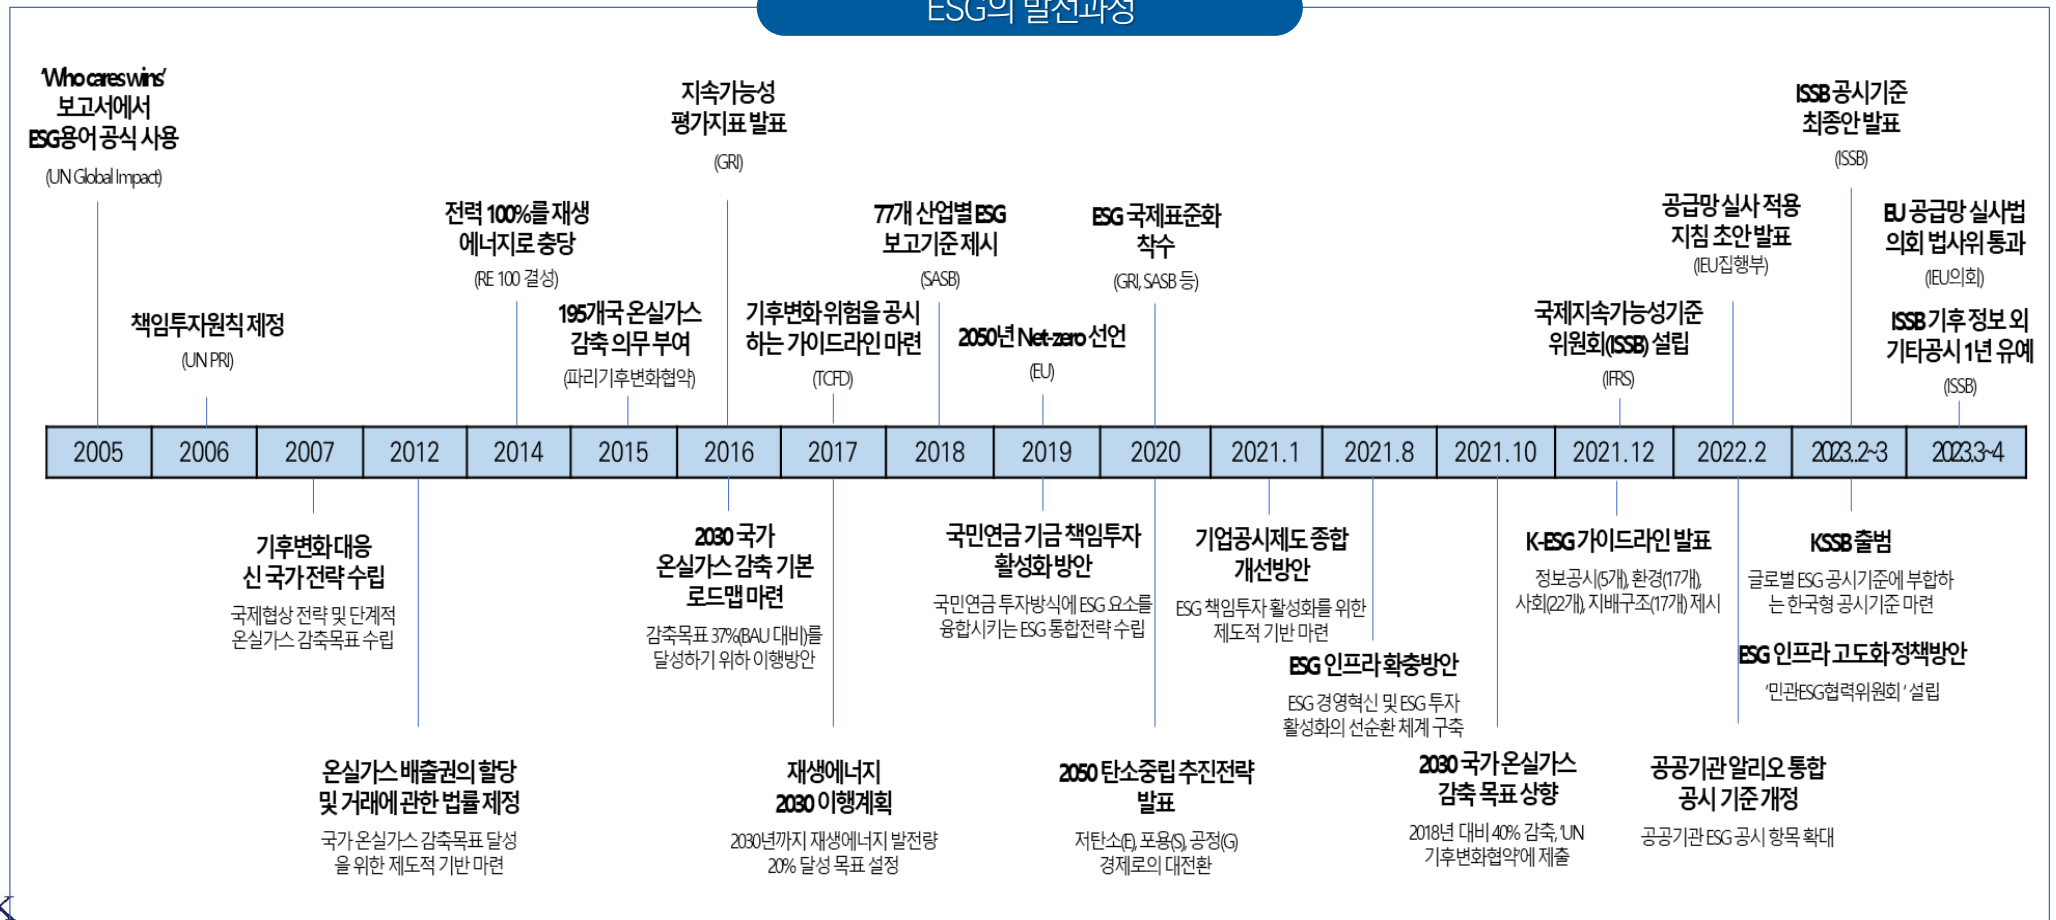 ESG의 발전과정
'Who cares wins'
보고서에서
ESG용어 공식 사용
(UN Global Impact)
책임투자원칙 제정
(UN PRI)
전력 100%를 재생
에너지로 충당
(RE 100 결성)
195개국 온실가스
감축 의무 부여
(파리기후변화협약)
지속가능성
평가지표 발표
(GRI)
기후변화 위험을 공시
하는 가이드라인 마련
(TCFD)
77개 산업별 ESG
보고기준 제시
(SASB)
2050년 Net-zero 선언
(EU)
ESG 국제표준화
착수
(GRI, SASB 등)
국제지속가능성기준
위원회(ISSB) 설립
(IFRS)
공급망 실사 적용
지침 초안 발표
(IEU집행부)
ISSB 공시기준
최종안 발표
(ISSB)
EU 공급망 실사법
의회 법사위 통과
(IEU의회)
ISSB 기후 정보 외
기타공시 1년 유예
(ISSB)
2005 2006 2007 2012 2014 2015 2016 2017 2018 2019 2020 2021.1 2021.8 2021.10 2021.12 2022.2 2023..2~3 2023.3~4
기후변화 대응
신 국가 전략 수립
국제협상 전략 및 단계적
온실가스 감축목표 수립
온실가스 배출권의 할당
및 거래에 관한 법률 제정
국가 온실가스 감축목표 달성
을 위한 제도적 기반 마련
2030 국가
온실가스 감축 기본
로드맵 마련
감축목표 37%(BAU 대비)를
달성하기 위하 이행방안
재생에너지
2030 이행계획
2030년까지 재생에너지 발전량
20% 달성 목표 설정
국민연금 기금 책임투자
활성화 방안
국민연금 투자방식에 ESG 요소를
융합시키는 ESG 통합전략 수립
2050 탄소중립 추진전략
발표
저탄소(E), 포용(S), 공정(G)
경제로의 대전환
기업공시제도 종합
개선방안
ESG 책임투자 활성화를 위한
제도적 기반 마련
ESG 인프라 확충방안
ESG 경영혁신 및 ESG 투자
활성화의 선순환 체계 구축
2030 국가 온실가스
감축 목표 상향
2018년 대비 40% 감축, 'UN
기후변화협약'에 제출
K-ESG 가이드라인 발표
정보공시(5개), 환경(17개),
사회(22개), 지배구조(17개) 제시
공공기관 알리오 통합
공시 기준 개정
공공기관 ESG 공시 항목 확대
KSSB 출범
글로벌 ESG 공시기준에 부합하
는 한국형 공시기준 마련
ESG 인프라 고도화 정책방안
'민관ESG협력위원회 ' 설립
K